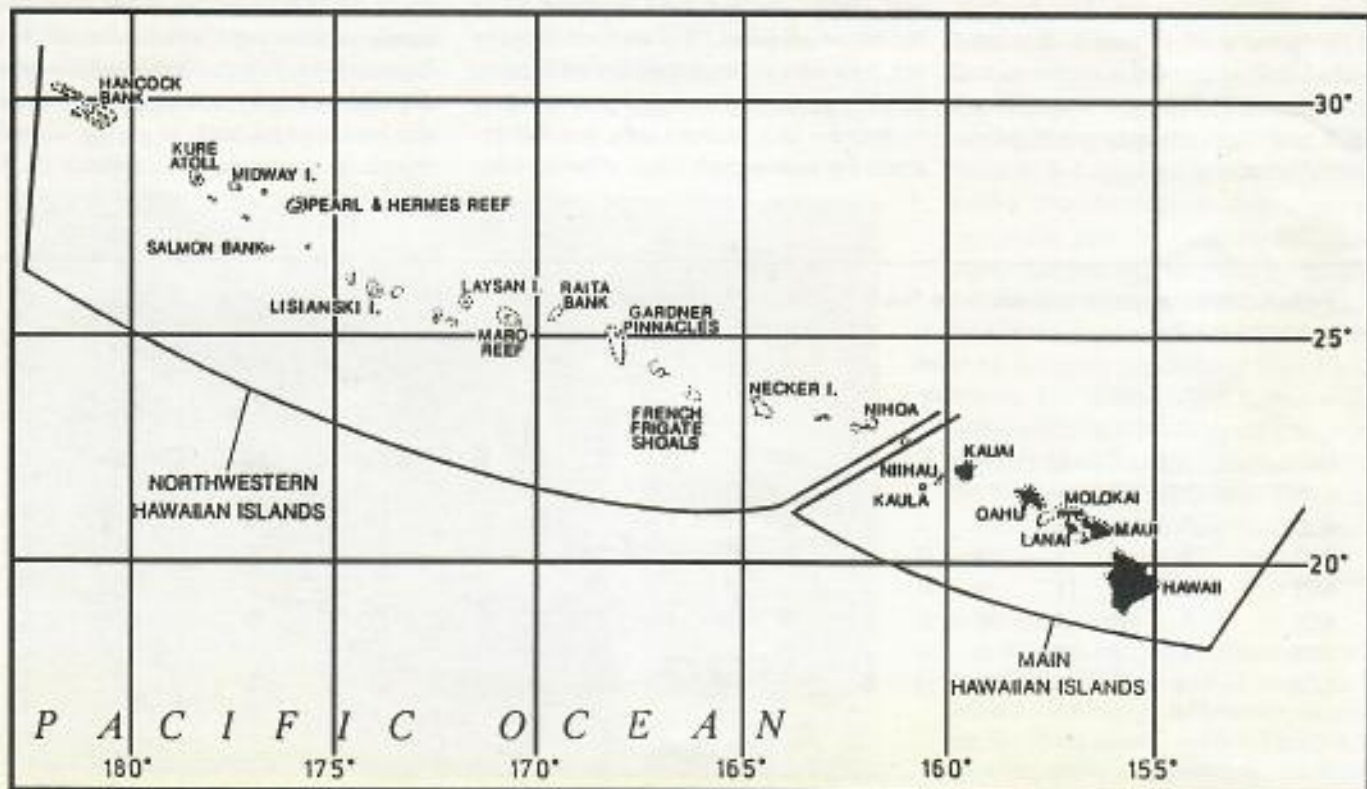 HANCOCK
BANK
30°
KURE
ATOLL
MIDWAY I.
PEARL & HERMES REEF
SALMON BANK
LISIANSKI I.
LAYSAN I.
RAITA
BANK
MARO
REEF
GARDNER
PINNACLES
25°
FRENCH
FRIGATE
SHOALS
NECKER I.
NIHOA
NIIHAU
KAULA
KAUAI
OAHU
MOLOKAI
LANAI
MAUI
20°
HAWAII
NORTHWESTERN
HAWAIIAN ISLANDS
MAIN
HAWAIIAN ISLANDS
PACIFIC OCEAN
180° 175° 170° 165° 160° 155°